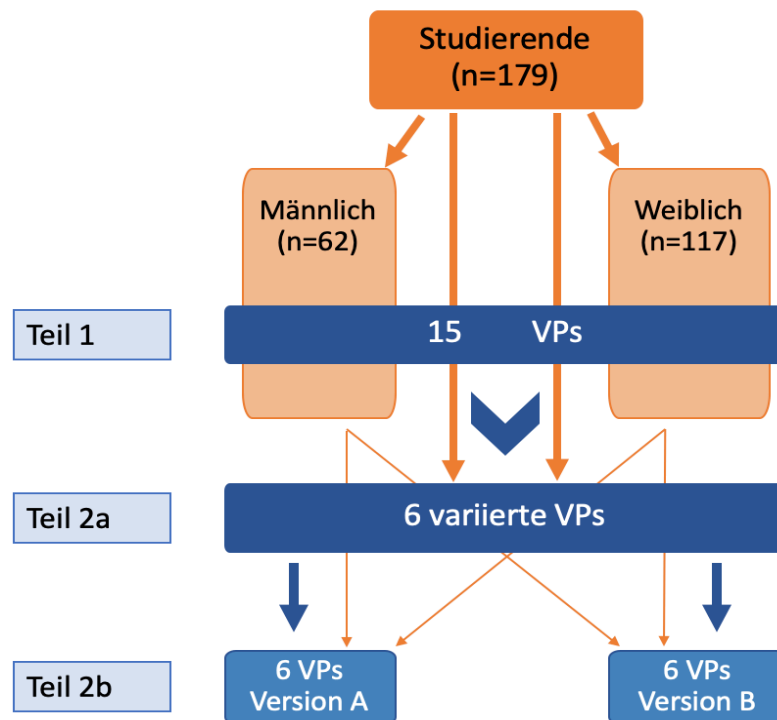 Studierende
(n=179)
Männlich
(n=62)
Weiblich
(n=117)
Teil 1
15 VPs
Teil 2a
6 variierte VPs
Teil 2b
6 VPs
Version A
6 VPs
Version B